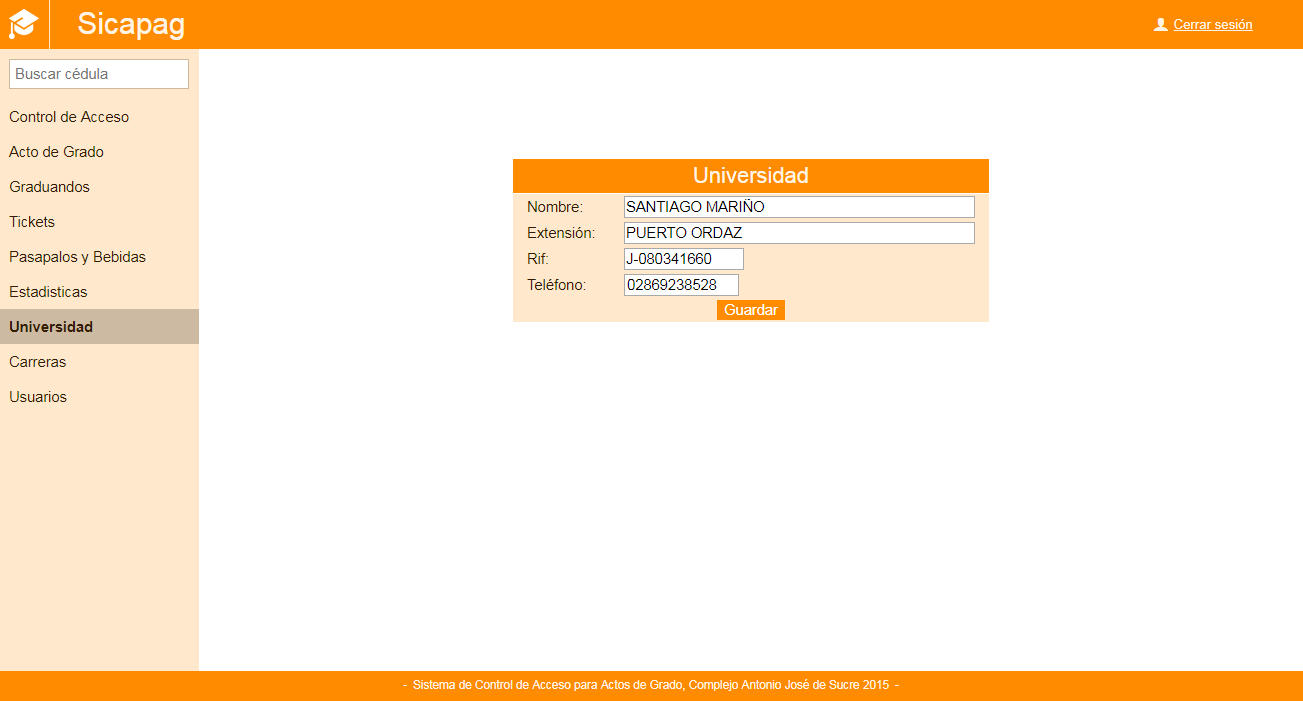 Sicapag
Cerrar sesión
Buscar cédula
Control de Acceso
Acto de Grado
Graduandos
Tickets
Pasapalos y Bebidas
Estadisticas
Universidad
Carreras
Usuarios
Universidad
Nombre: SANTIAGO MARIÑO
Extensión: PUERTO ORDAZ
Rif: J-080341660
Teléfono: 02869238528
Guardar
- Sistema de Control de Acceso para Actos de Grado, Complejo Antonio José de Sucre 2015 -